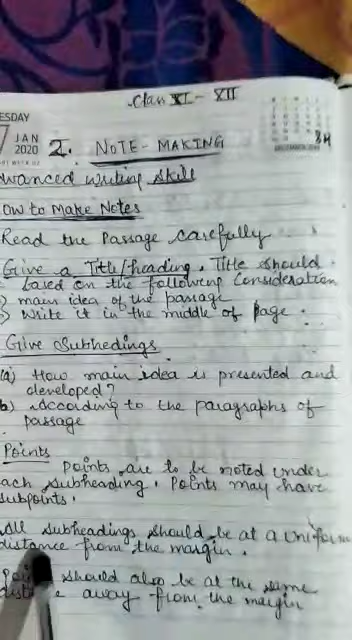 Class XI - XII
ESDAY
7 JAN
2020
2. NOTE-MAKING
dvanced writing skill
ow to Make Notes
Read the Passage carefully
Give a Title/heading. Title should
based on the following consideration
main idea of the passage
Write it in the middle of page.
Give Subhedings
(a) How main idea is presented and
developed?
b) According to the paragraphs of
passage
Points
Points are to be noted under
ach subheading. Points may have
subpoints.
All subheadings should be at a uniform
distance from the margin.
should also be at the same
away from the margin